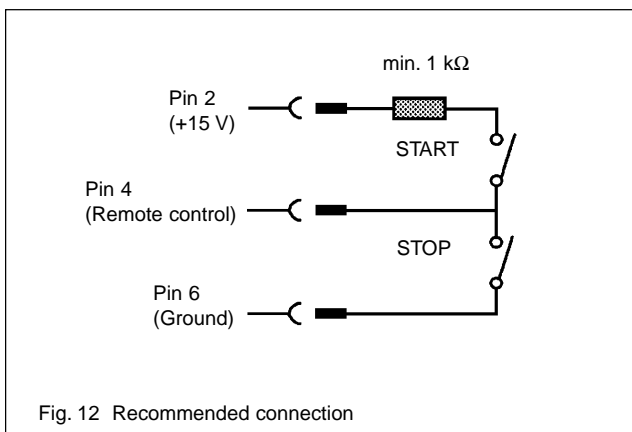 min. 1 kΩ
Pin 2
(+15 V)
START
Pin 4
(Remote control)
STOP
Pin 6
(Ground)
Fig. 12 Recommended connection